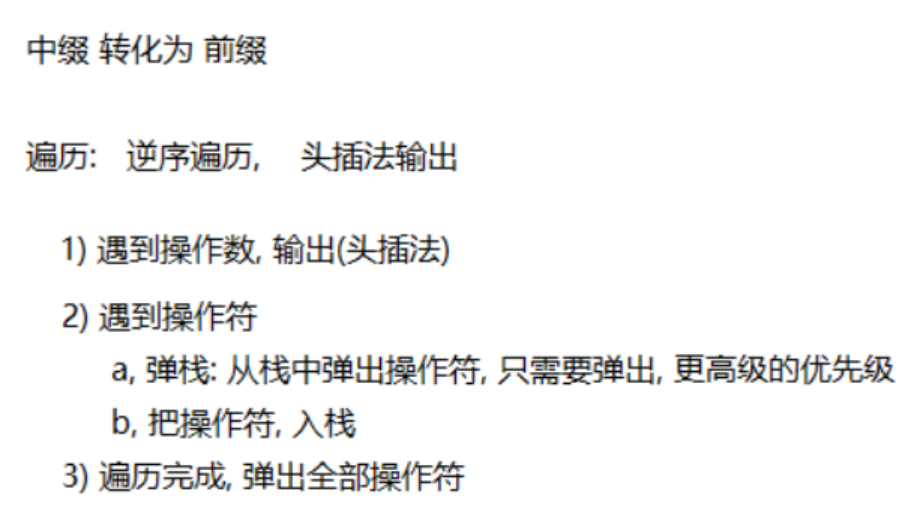 中缀 转化为 前缀
遍历: 逆序遍历, 头插法输出
1) 遇到操作数, 输出(头插法)
2) 遇到操作符
a, 弹栈: 从栈中弹出操作符, 只需要弹出, 更高级的优先级
b, 把操作符, 入栈
3) 遍历完成, 弹出全部操作符